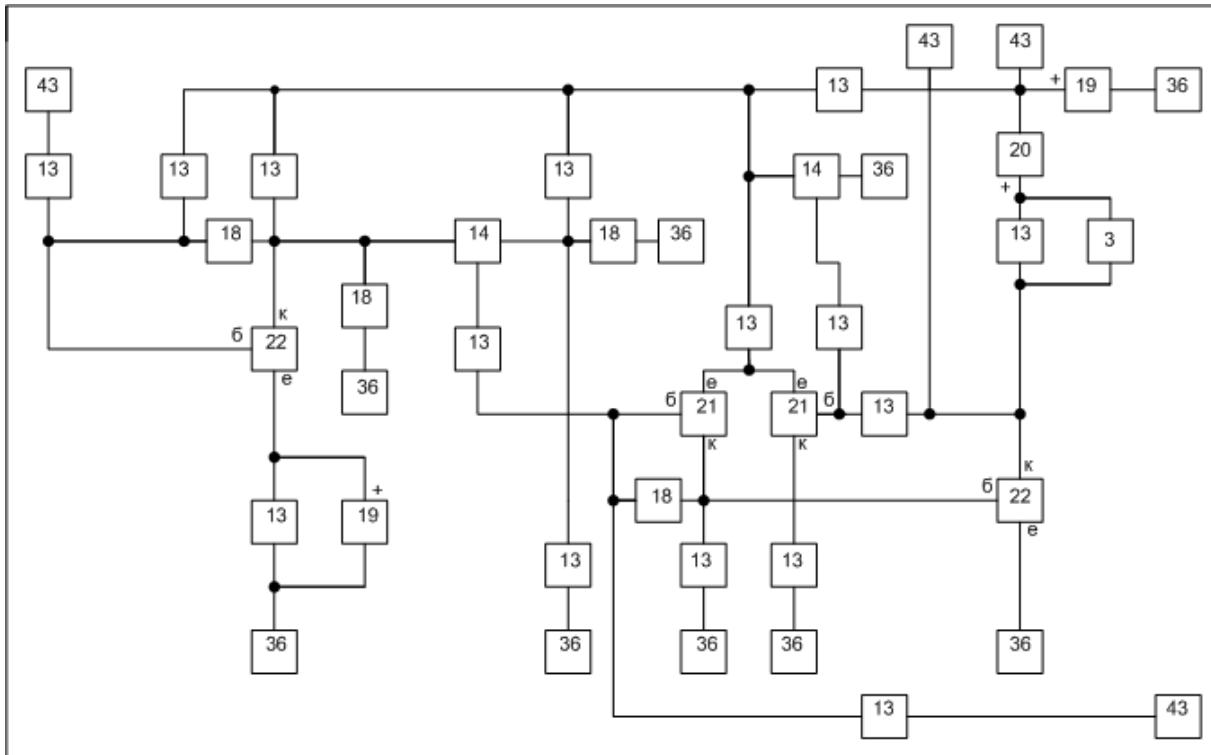 43 43
43 13 + 19 36
13 13 13 13 14 36 20
+
18 14 18 36 13 3
18 к
б 22 13 13 13
е 36 е е
б 21 21 б 13
к к к
+ 18 б 22
13 19 е
13 13 13
36 36 36 36 36
13 43